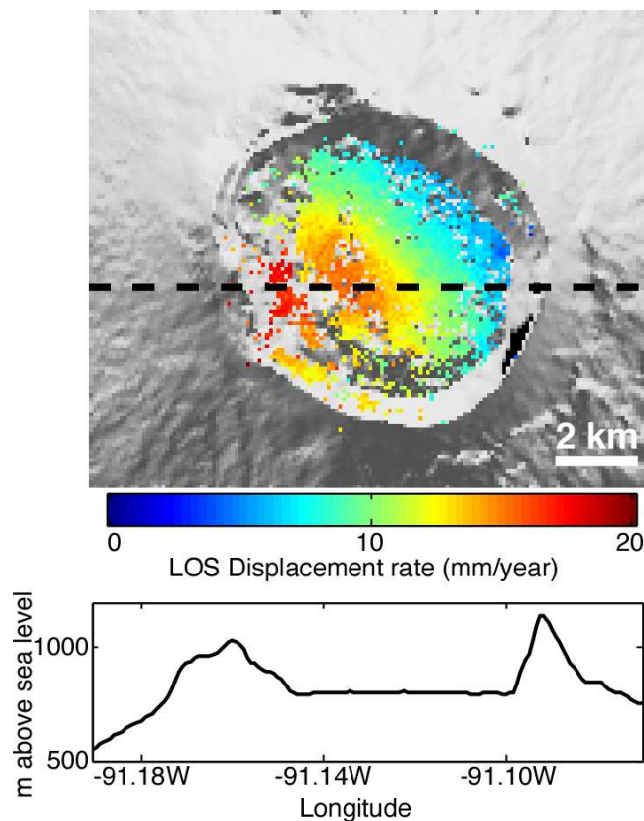 2 km
0 10 20
LOS Displacement rate (mm/year)
m above sea level
1000
500
-91.18W -91.14W -91.10W
Longitude